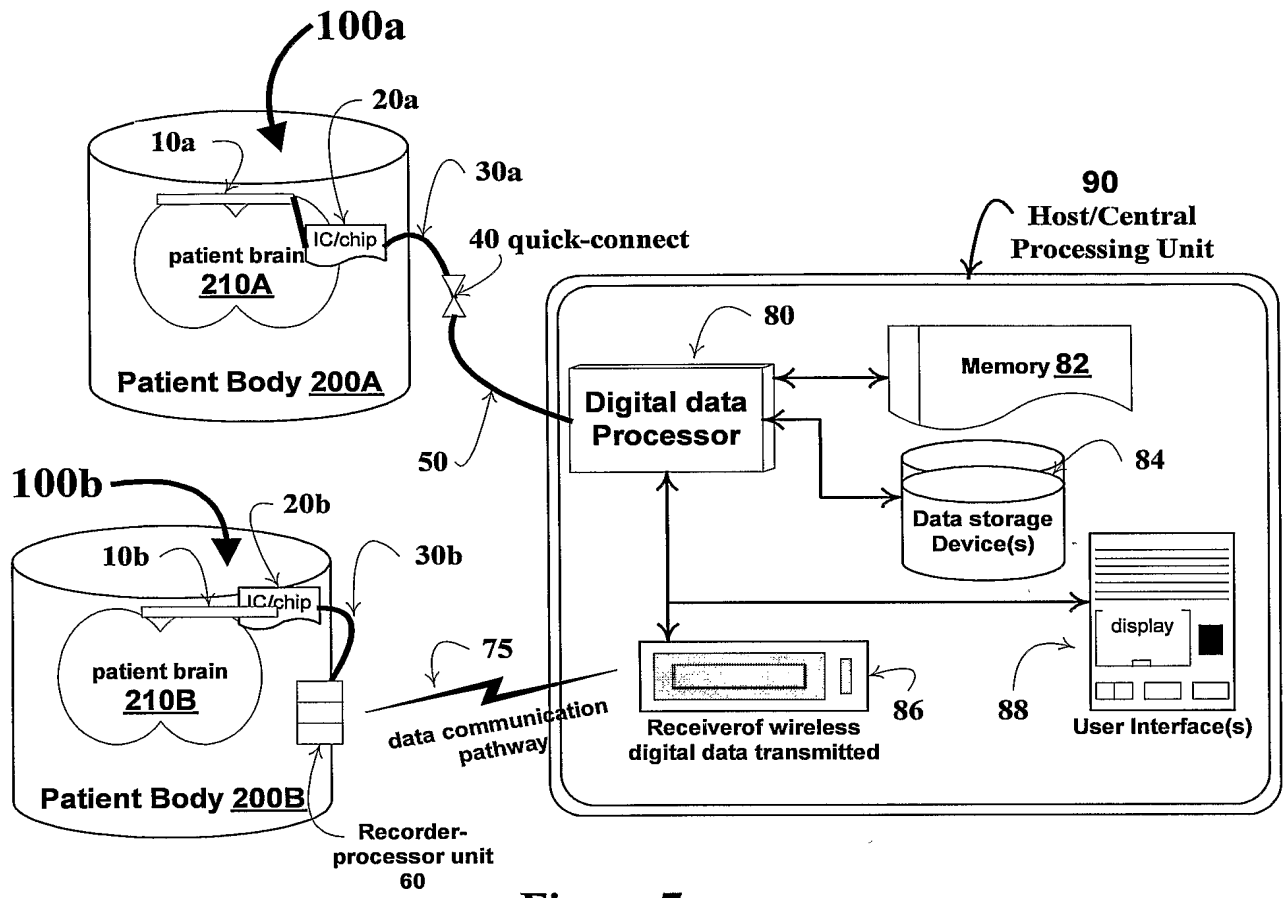 100a
20a
10a
30a
IC/chip
40 quick-connect
patient brain
210A
Patient Body 200A
50
90
Host/Central
Processing Unit
80
Digital data
Processor
Memory 82
84
Data storage
Device(s)
100b
20b
10b
30b
IC/chip
patient brain
210B
Patient Body 200B
75
data communication
pathway
Recorder-
processor unit
60
86
Receiverof wireless
digital data transmitted
display
88
User Interface(s)